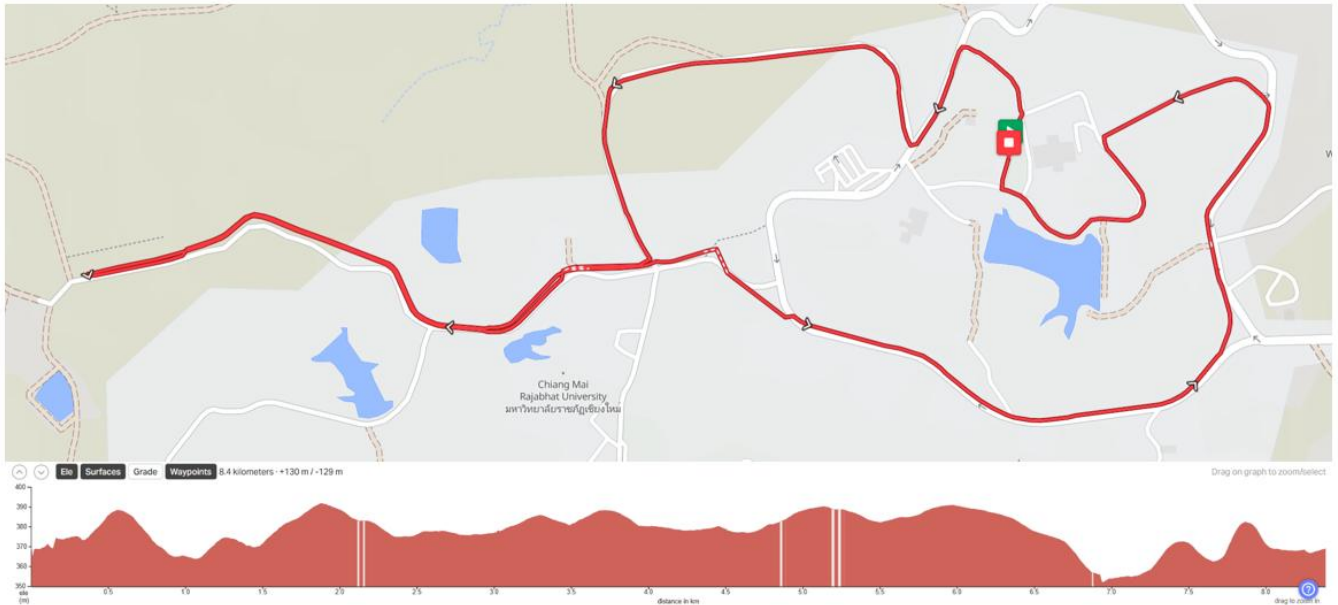 W
Chiang Mai
Rajabhat University
มหาวิทยาลัยราชภัฏเชียงใหม่
Ele Surfaces Grade Waypoints 8.4 kilometers · +130 m / -129 m
Drag on graph to zoom/select
400
390
380
370
360
350
ele
(m)
0.5 1.0 1.5 2.0 2.5 3.0 3.5 4.0 4.5 5.0 5.5 6.0 6.5 7.0 7.5 8.0
distance in km
drag to zoom in